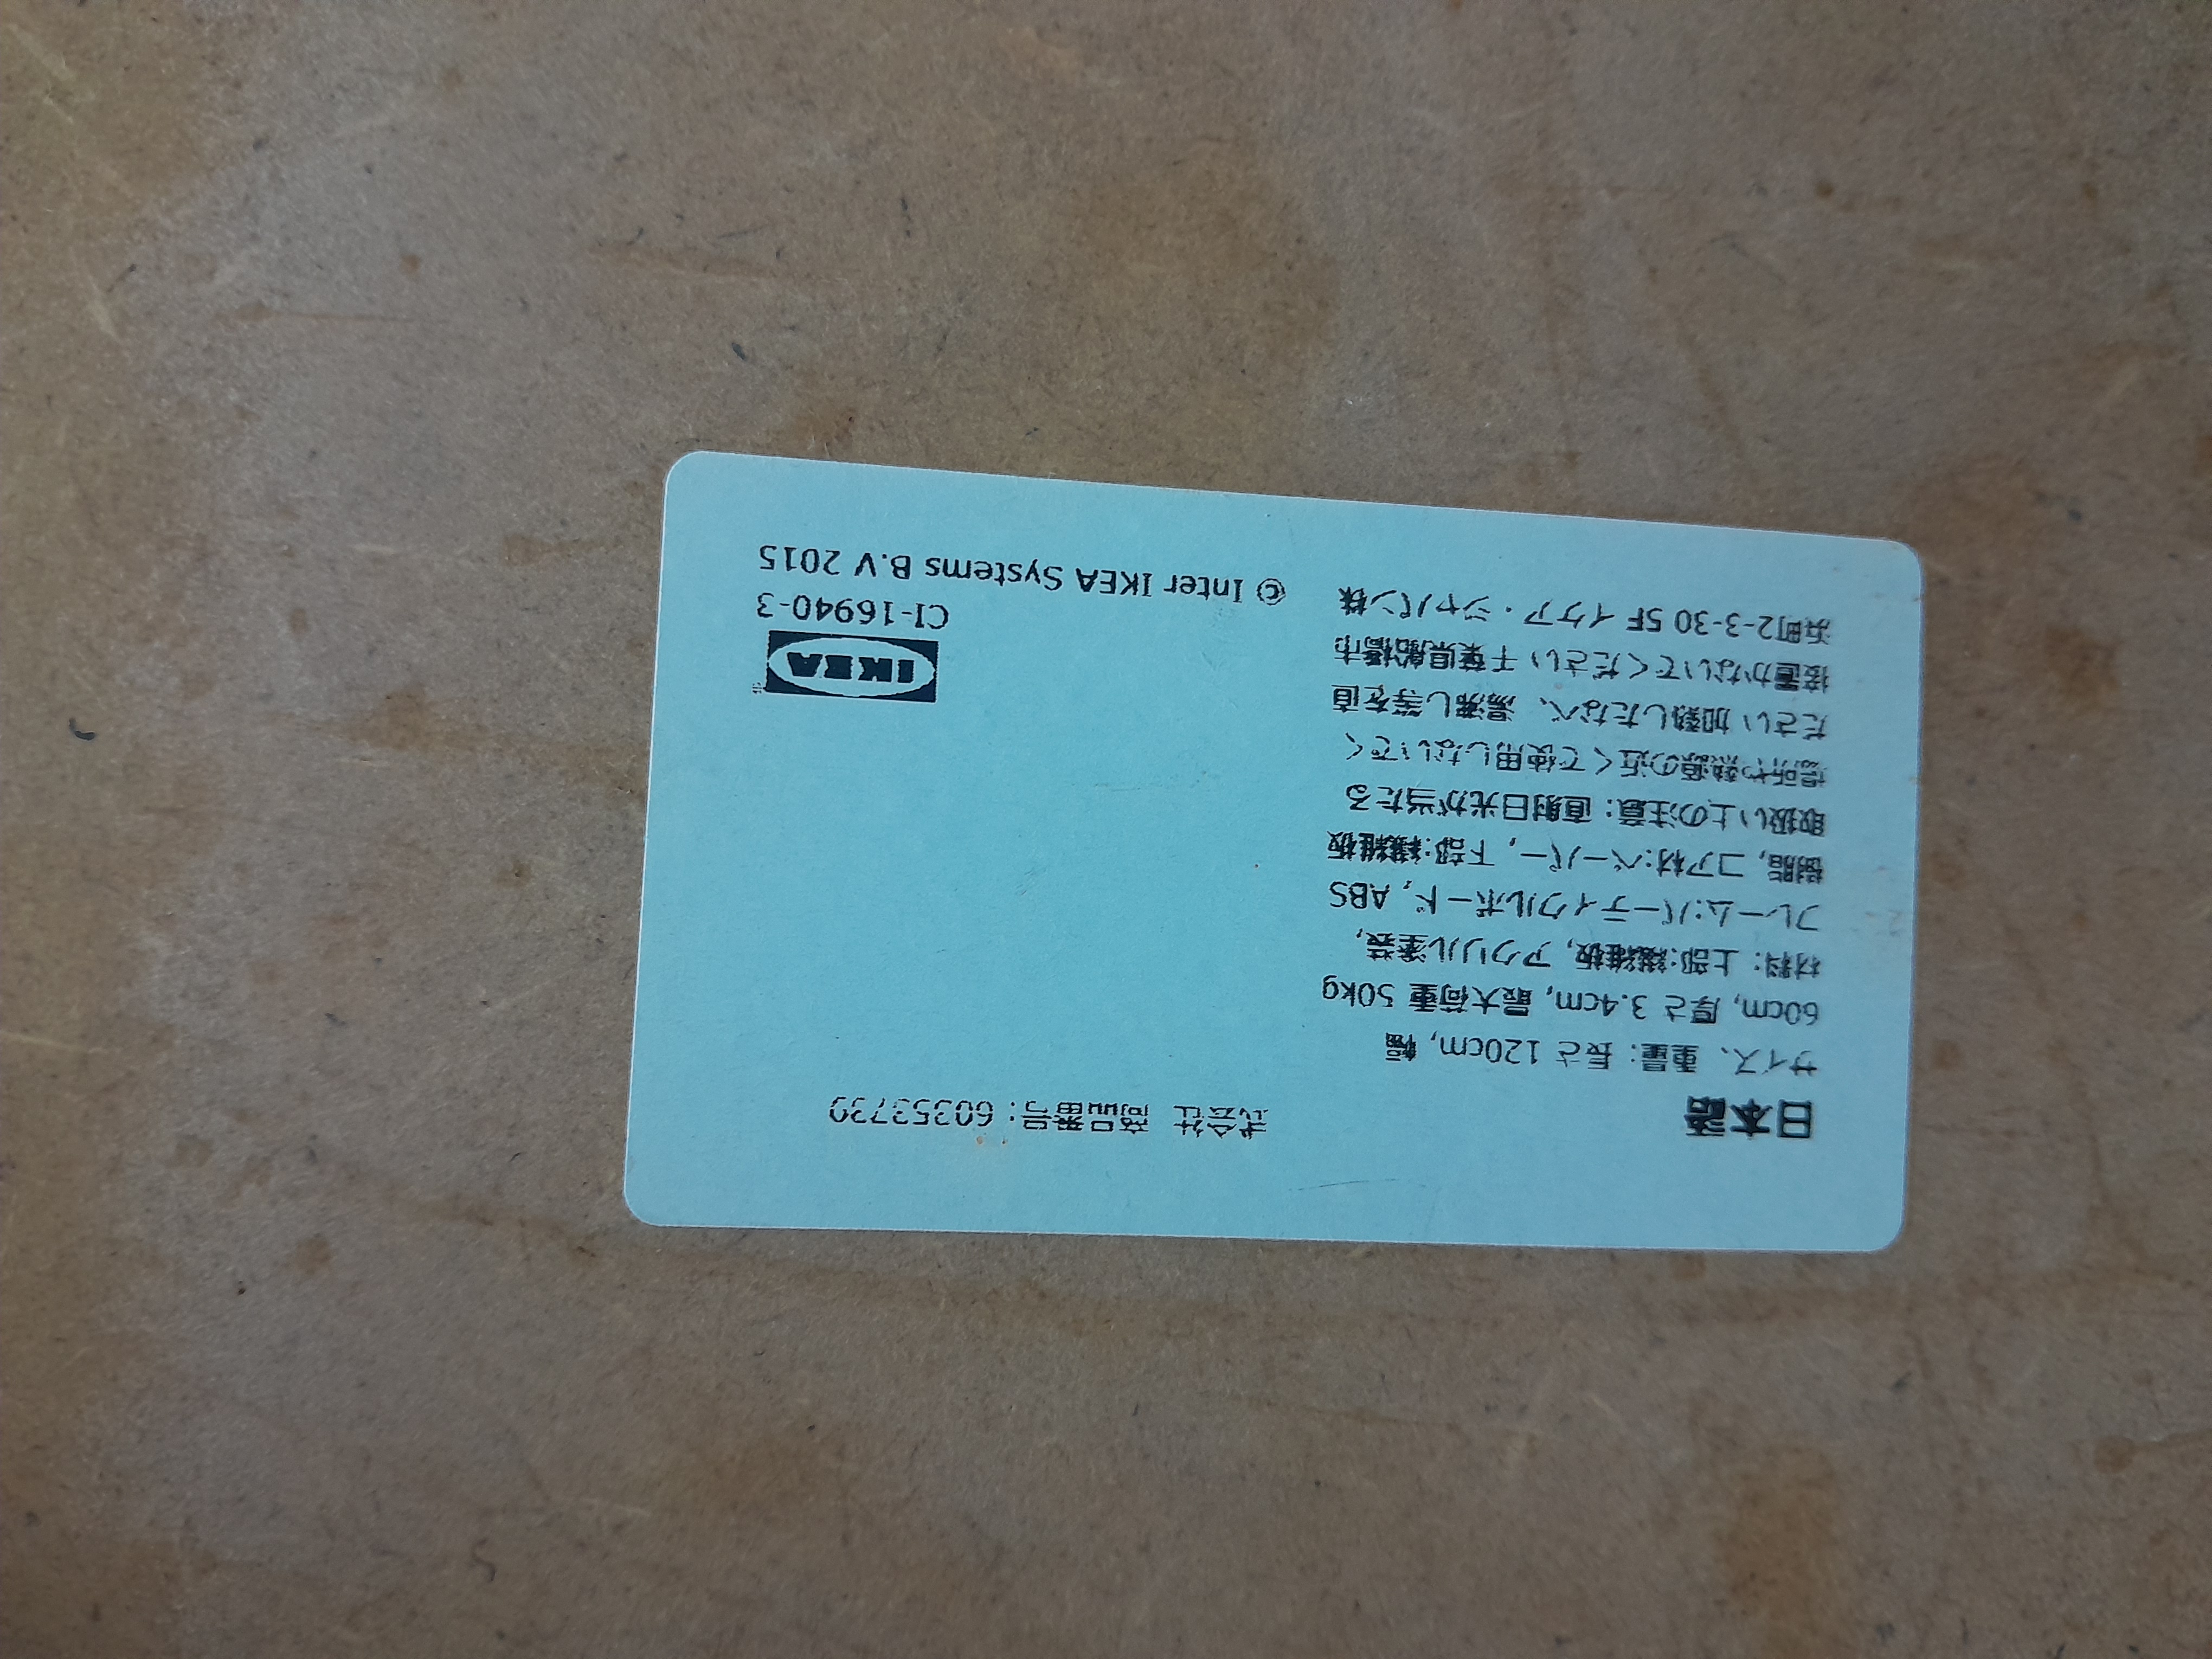 日本語
サイズ、重量: 長さ 120cm, 幅
60cm, 厚さ 3.4cm, 最大荷重 50kg
材料: 上部:繊維板, アクリル塗装,
フレーム:パーティクルボード, ABS
樹脂, コア材:ペーパー, 下部:繊維板
取扱い上の注意: 直射日光が当たる
場所や熱源の近くで使用しないでく
ださい 加熱したなべ、湯沸し等を直
接置かないでください 千葉県船橋市
浜町2-3-30 5F イケア・ジャパン株
式会社 商品番号: 60353739
IKEA
CI-16940-3
© Inter IKEA Systems B.V 2015